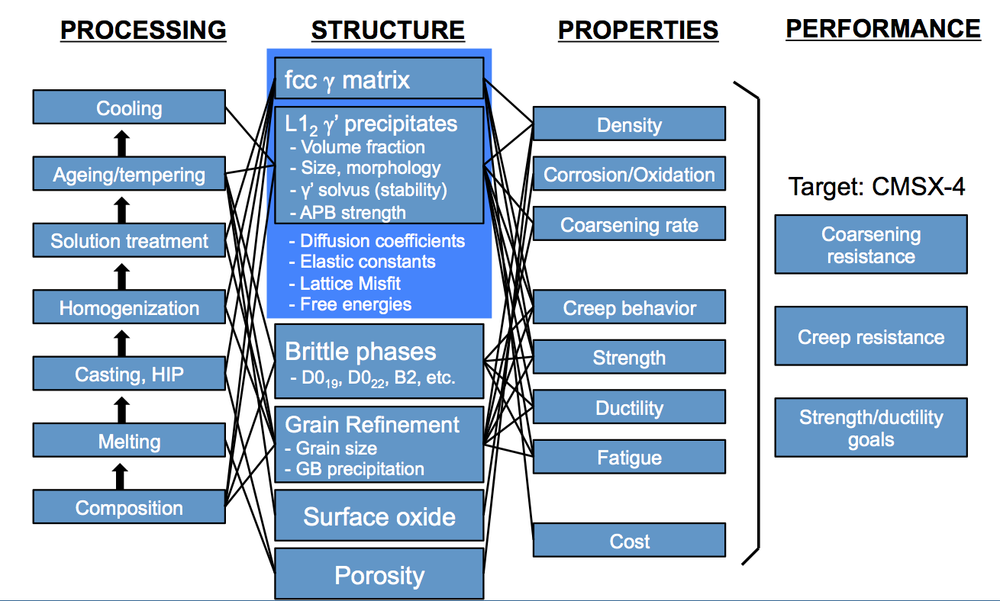 PROCESSING
Cooling
Ageing/tempering
Solution treatment
Homogenization
Casting, HIP
Melting
Composition
STRUCTURE
fcc γ matrix
L1₂ γ’ precipitates
- Volume fraction
- Size, morphology
- γ’ solvus (stability)
- APB strength
- Diffusion coefficients
- Elastic constants
- Lattice Misfit
- Free energies
Brittle phases
- D0₁₉, D0₂₂, B2, etc.
Grain Refinement
- Grain size
- GB precipitation
Surface oxide
Porosity
PROPERTIES
Density
Corrosion/Oxidation
Coarsening rate
Creep behavior
Strength
Ductility
Fatigue
Cost
PERFORMANCE
Target: CMSX-4
Coarsening
resistance
Creep resistance
Strength/ductility
goals